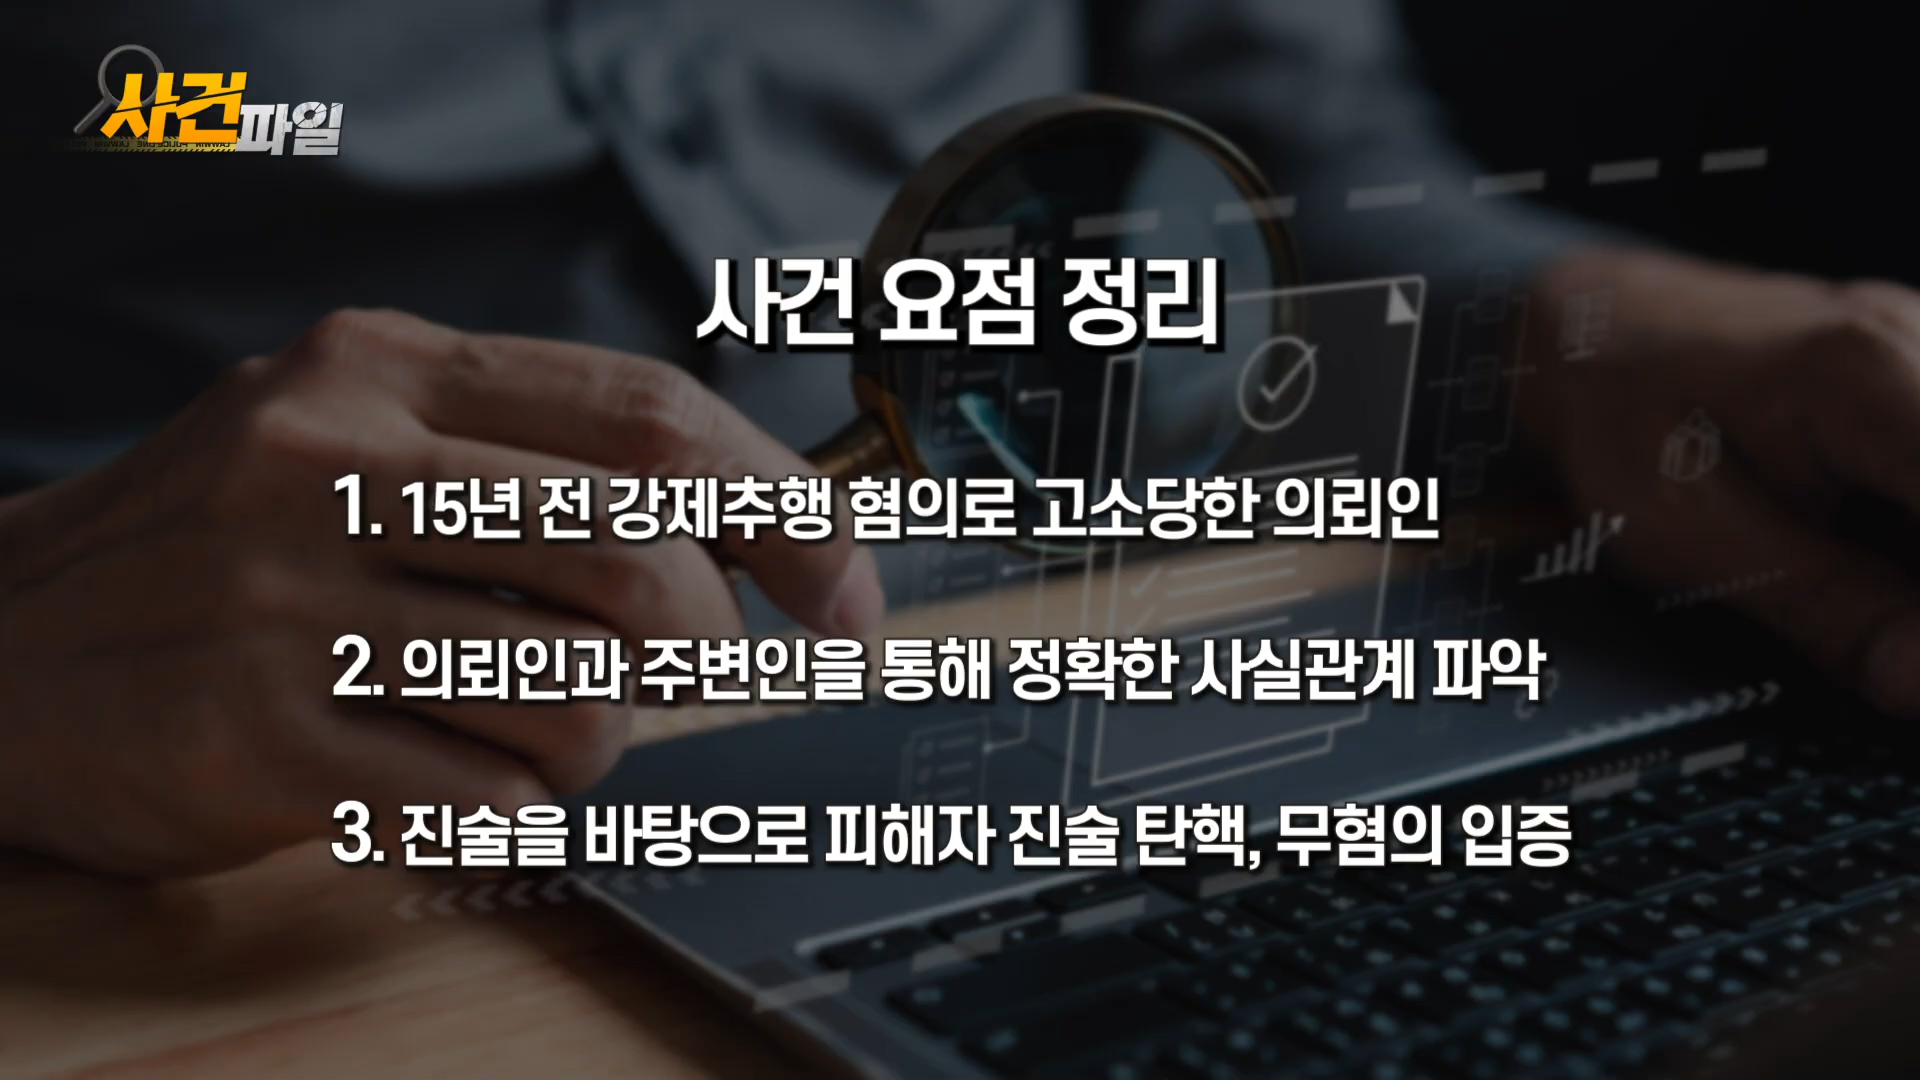 사건파일
사건 요점 정리
1. 15년 전 강제추행 혐의로 고소당한 의뢰인
2. 의뢰인과 주변인을 통해 정확한 사실관계 파악
3. 진술을 바탕으로 피해자 진술 탄핵, 무혐의 입증